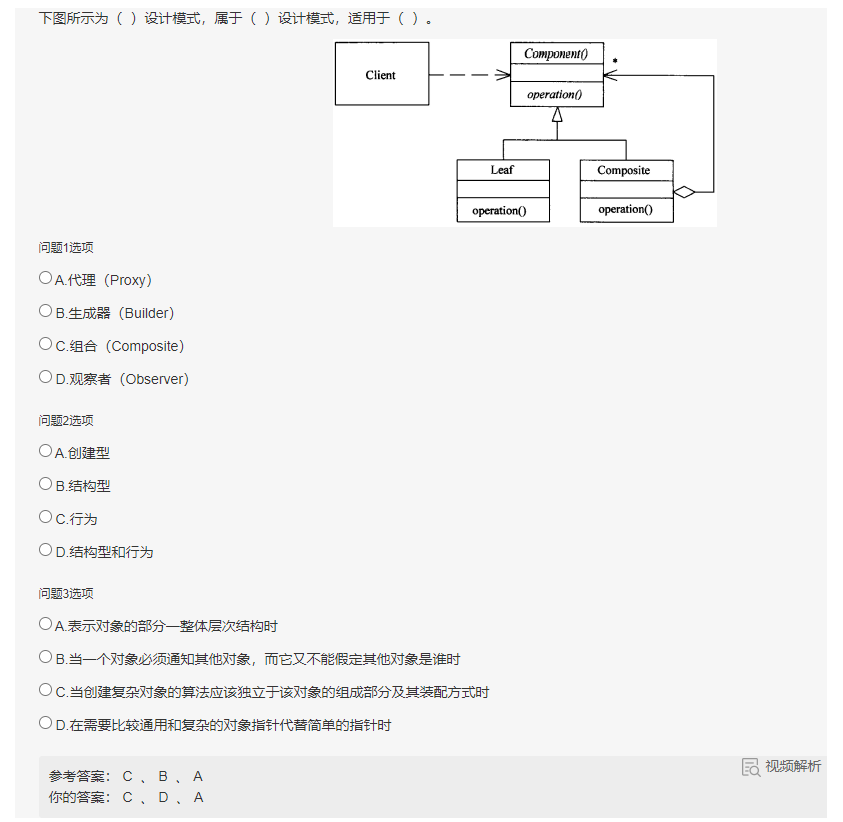 下图所示为（ ）设计模式，属于（ ）设计模式，适用于（ ）。
Client
Component()
*
operation()
Leaf
Composite
operation()
operation()
问题1选项
A.代理（Proxy）
B.生成器（Builder）
C.组合（Composite）
D.观察者（Observer）
问题2选项
A.创建型
B.结构型
C.行为
D.结构型和行为
问题3选项
A.表示对象的部分—整体层次结构时
B.当一个对象必须通知其他对象，而它又不能假定其他对象是谁时
C.当创建复杂对象的算法应该独立于该对象的组成部分及其装配方式时
D.在需要比较通用和复杂的对象指针代替简单的指针时
视频解析
参考答案： C 、 B 、 A
你的答案： C 、 D 、 A